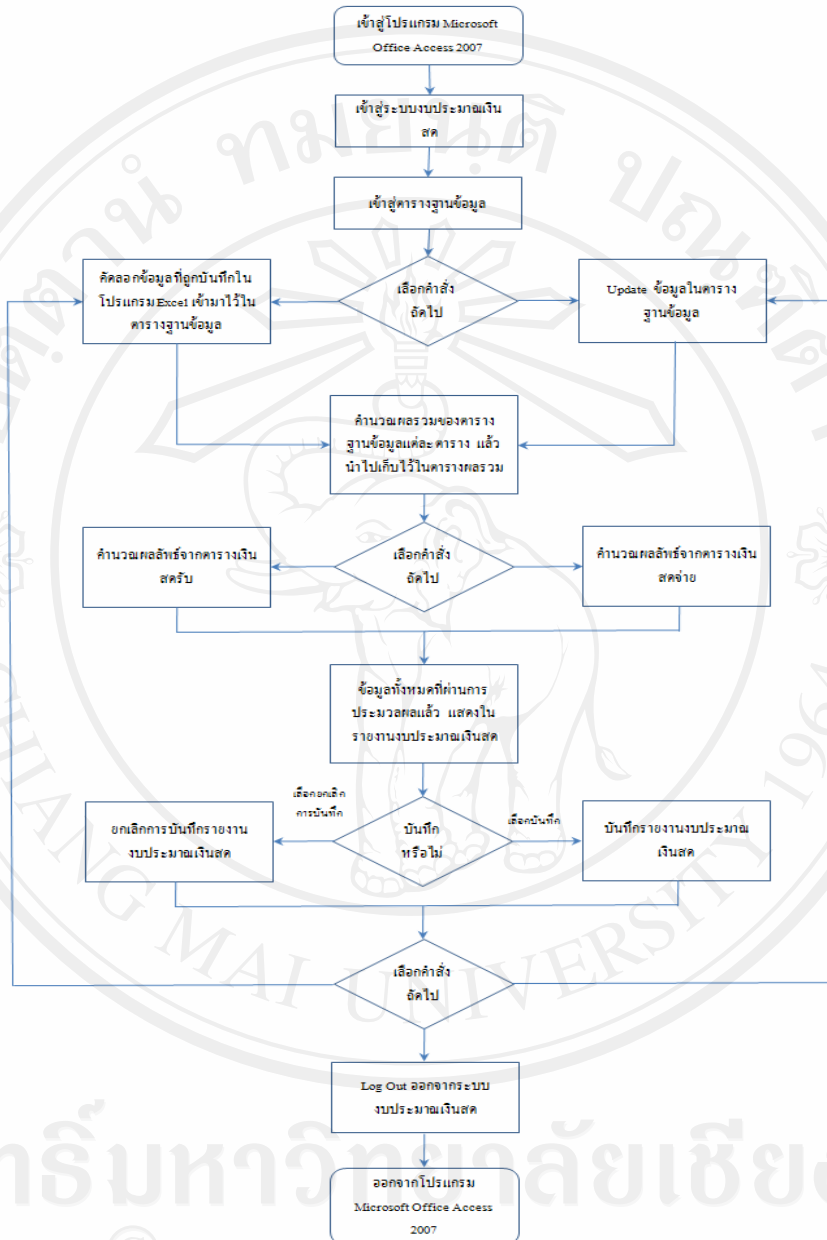 เข้าสู่โปรแกรม Microsoft
Office Access 2007
เข้าสู่ระบบงบประมาณเงิน
สด
เข้าสู่ตารางฐานข้อมูล
คัดลอกข้อมูลที่ถูกบันทึกใน
โปรแกรม Excel เข้ามาไว้ใน
ตารางฐานข้อมูล
เลือกคำสั่ง
ถัดไป
Update ข้อมูลในตาราง
ฐานข้อมูล
คำนวณผลรวมของตาราง
ฐานข้อมูลแต่ละตาราง แล้ว
นำไปเก็บไว้ในตารางผลรวม
คำนวณผลลัพธ์จากตารางเงิน
สดรับ
เลือกคำสั่ง
ถัดไป
คำนวณผลลัพธ์จากตารางเงิน
สดจ่าย
ข้อมูลทั้งหมดที่ผ่านการ
ประมวลผลแล้ว แสดงใน
รายงานงบประมาณเงินสด
เลือกยกเลิก
การบันทึก
ยกเลิกการบันทึกรายงาน
งบประมาณเงินสด
บันทึก
หรือไม่
เลือกบันทึก
บันทึกรายงานงบประมาณ
เงินสด
เลือกคำสั่ง
ถัดไป
Log Out ออกจากระบบ
งบประมาณเงินสด
ออกจากโปรแกรม
Microsoft Office Access
2007
CHIANG MAI UNIVERSITY 1964